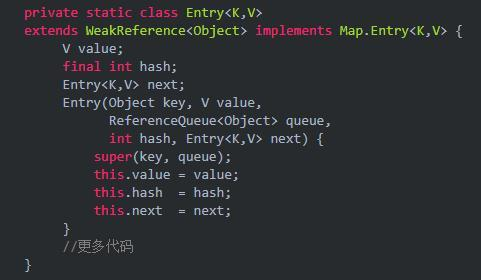 private static class Entry<K,V>
extends WeakReference<Object> implements Map.Entry<K,V> {
V value;
final int hash;
Entry<K,V> next;
Entry(Object key, V value,
ReferenceQueue<Object> queue,
int hash, Entry<K,V> next) {
super(key, queue);
this.value = value;
this.hash  = hash;
this.next  = next;
}
//更多代码
}